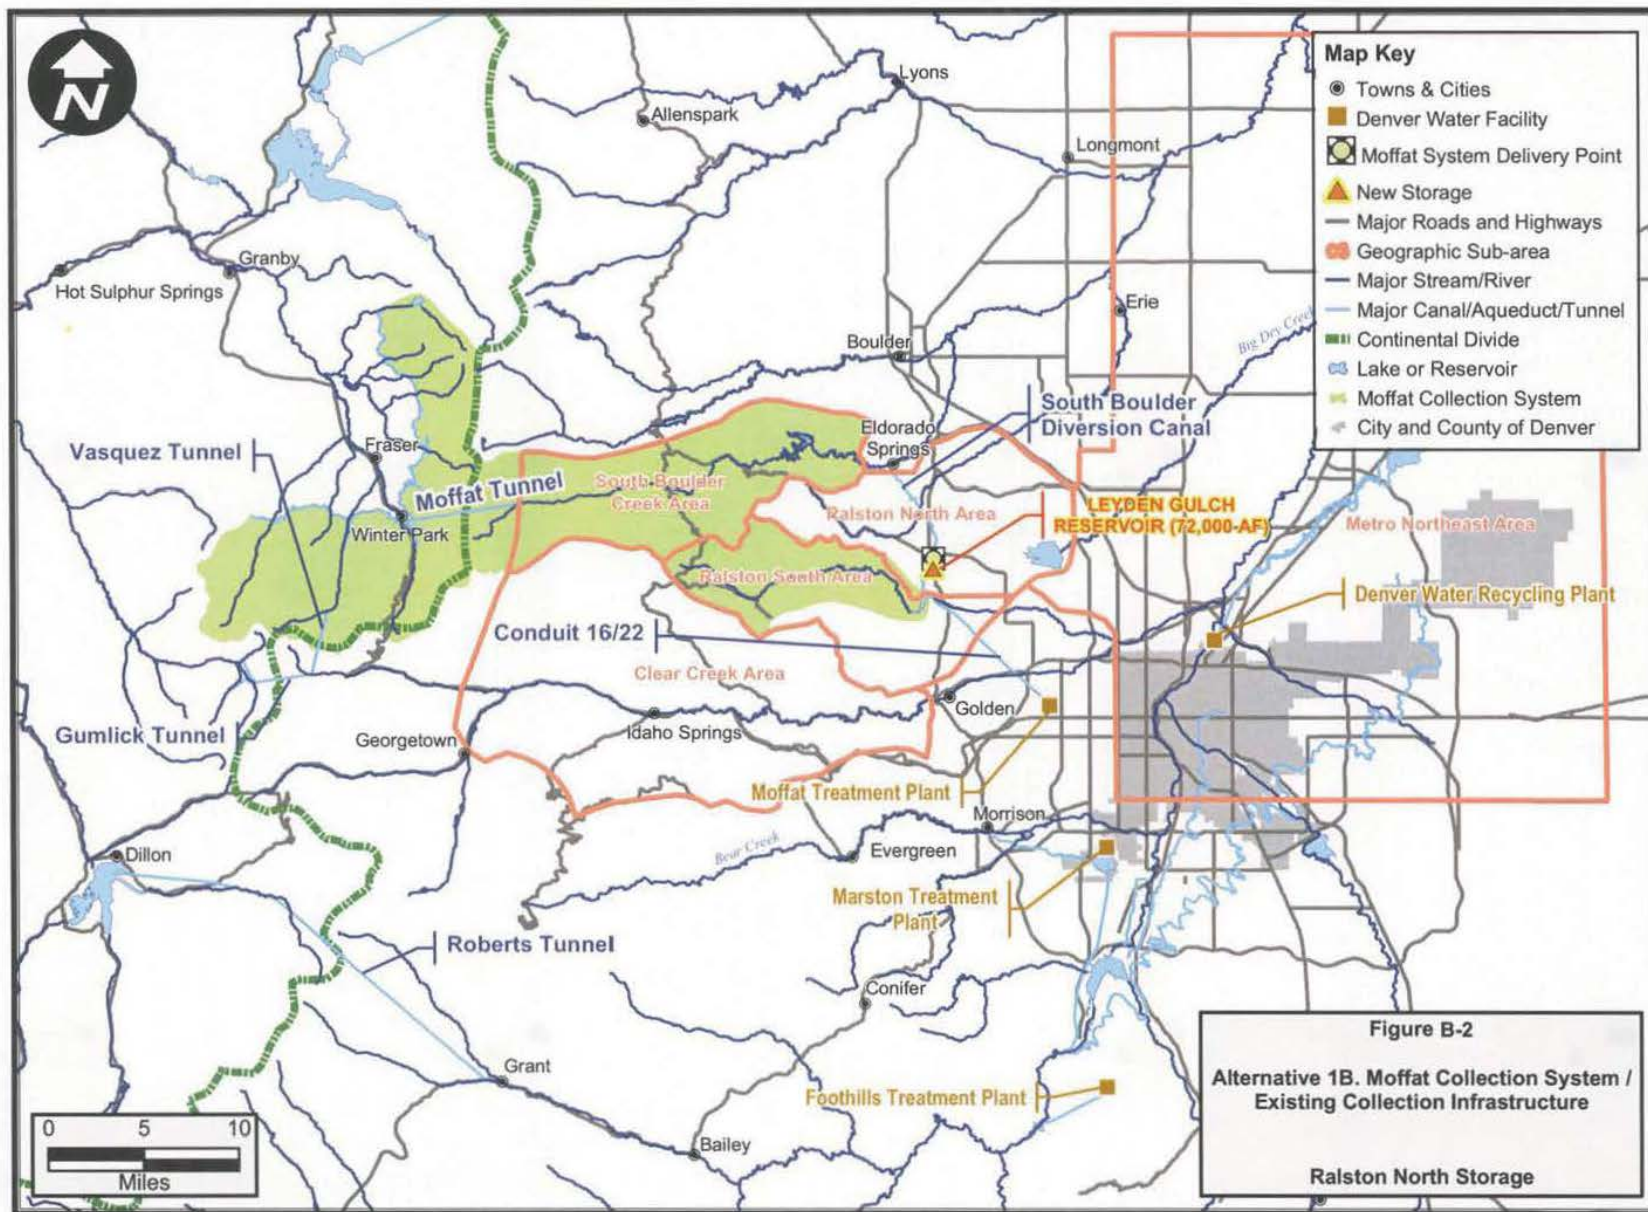 N
Lyons
Allenspark
Longmont
Map Key
Towns & Cities
Denver Water Facility
Moffat System Delivery Point
New Storage
Major Roads and Highways
Geographic Sub-area
Major Stream/River
Major Canal/Aqueduct/Tunnel
Continental Divide
Lake or Reservoir
Moffat Collection System
City and County of Denver
Granby
Hot Sulphur Springs
Erie
Big Dry Creek
Boulder
South Boulder
Diversion Canal
Eldorado
Springs
Vasquez Tunnel
Fraser
Moffat Tunnel
Winter Park
South Boulder
Creek Area
Ralston North Area
LEYDEN GULCH
RESERVOIR (72,000-AF)
Metro Northeast Area
Ralston South Area
Denver Water Recycling Plant
Conduit 16/22
Clear Creek Area
Golden
Gumlick Tunnel
Georgetown
Idaho Springs
Moffat Treatment Plant
Morrison
Bear Creek
Evergreen
Dillon
Marston Treatment
Plant
Roberts Tunnel
Conifer
Grant
Foothills Treatment Plant
Bailey
0 5 10
Miles
Figure B-2
Alternative 1B. Moffat Collection System /
Existing Collection Infrastructure
Ralston North Storage